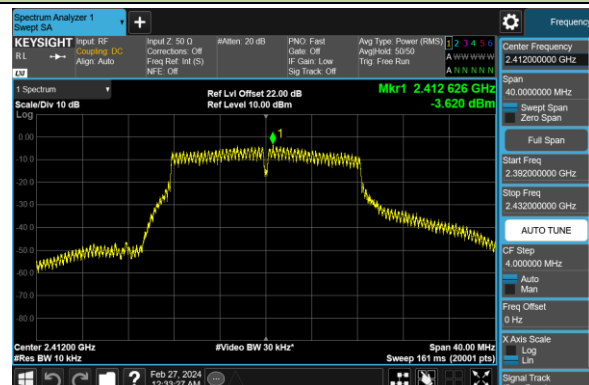 Spectrum Analyzer 1
Swept SA
Frequency
KEYSIGHT
Input: RF
Coupling: DC
Align: Auto
Input Z: 50 Ω
Corrections: Off
Freq Ref: Int (S)
NFE: Off
#Atten: 20 dB
PNO: Fast
Gate: Off
IF Gain: Low
Sig Track: Off
Avg Type: Power (RMS)
Avg|Hold: 50/50
Trig: Free Run
1 2 3 4 5 6
A W W W W W
A N N N N N
RL
LXI
1 Spectrum
Scale/Div 10 dB
Log
Ref Lvl Offset 22.00 dB
Ref Level 10.00 dBm
Mkr1 2.412 626 GHz
-3.620 dBm
1
0.00
-10.0
-20.0
-30.0
-40.0
-50.0
-60.0
-70.0
-80.0
Center 2.41200 GHz
#Res BW 10 kHz
#Video BW 30 kHz*
Span 40.00 MHz
Sweep 161 ms (20001 pts)
Feb 27, 2024
12:33:27 AM
Center Frequency
2.412000000 GHz
Span
40.0000000 MHz
Swept Span
Zero Span
Full Span
Start Freq
2.392000000 GHz
Stop Freq
2.432000000 GHz
AUTO TUNE
CF Step
4.000000 MHz
Auto
Man
Freq Offset
0 Hz
X Axis Scale
Log
Lin
Signal Track